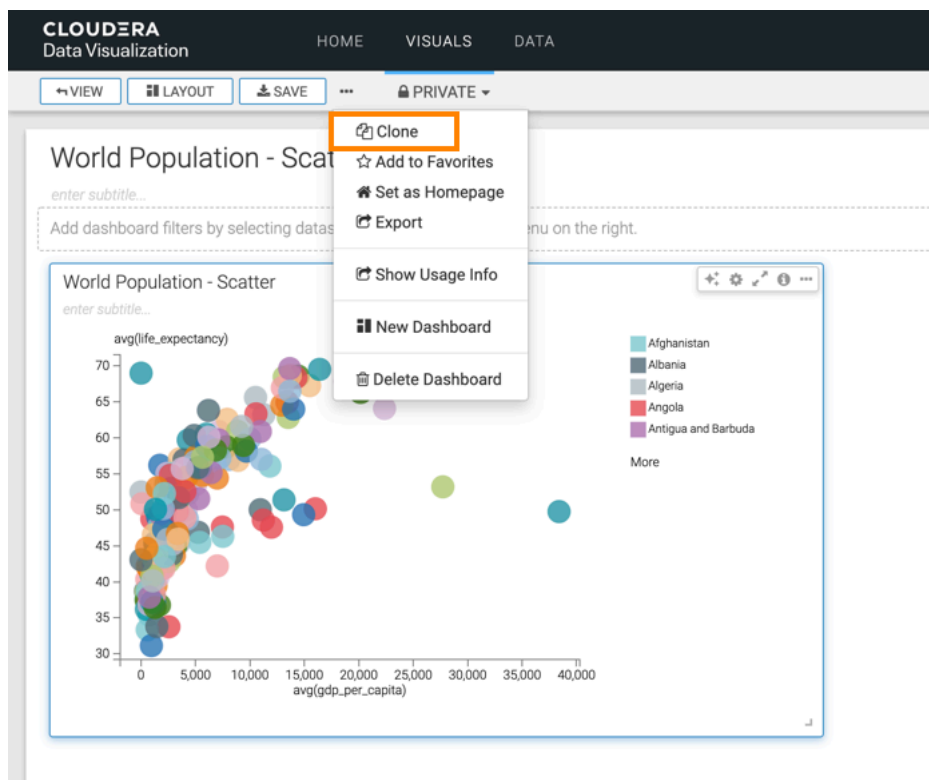 CLOUDERA
Data Visualization
HOME VISUALS DATA
VIEW LAYOUT SAVE ... PRIVATE
Clone
Add to Favorites
Set as Homepage
Export
Show Usage Info
New Dashboard
Delete Dashboard
World Population - Scat
enter subtitle...
Add dashboard filters by selecting datas enu on the right.
World Population - Scatter
enter subtitle...
avg(life_expectancy)
70
65
60
55
50
45
40
35
30
0 5,000 10,000 15,000 20,000 25,000 30,000 35,000 40,000
avg(gdp_per_capita)
Afghanistan
Albania
Algeria
Angola
Antigua and Barbuda
More